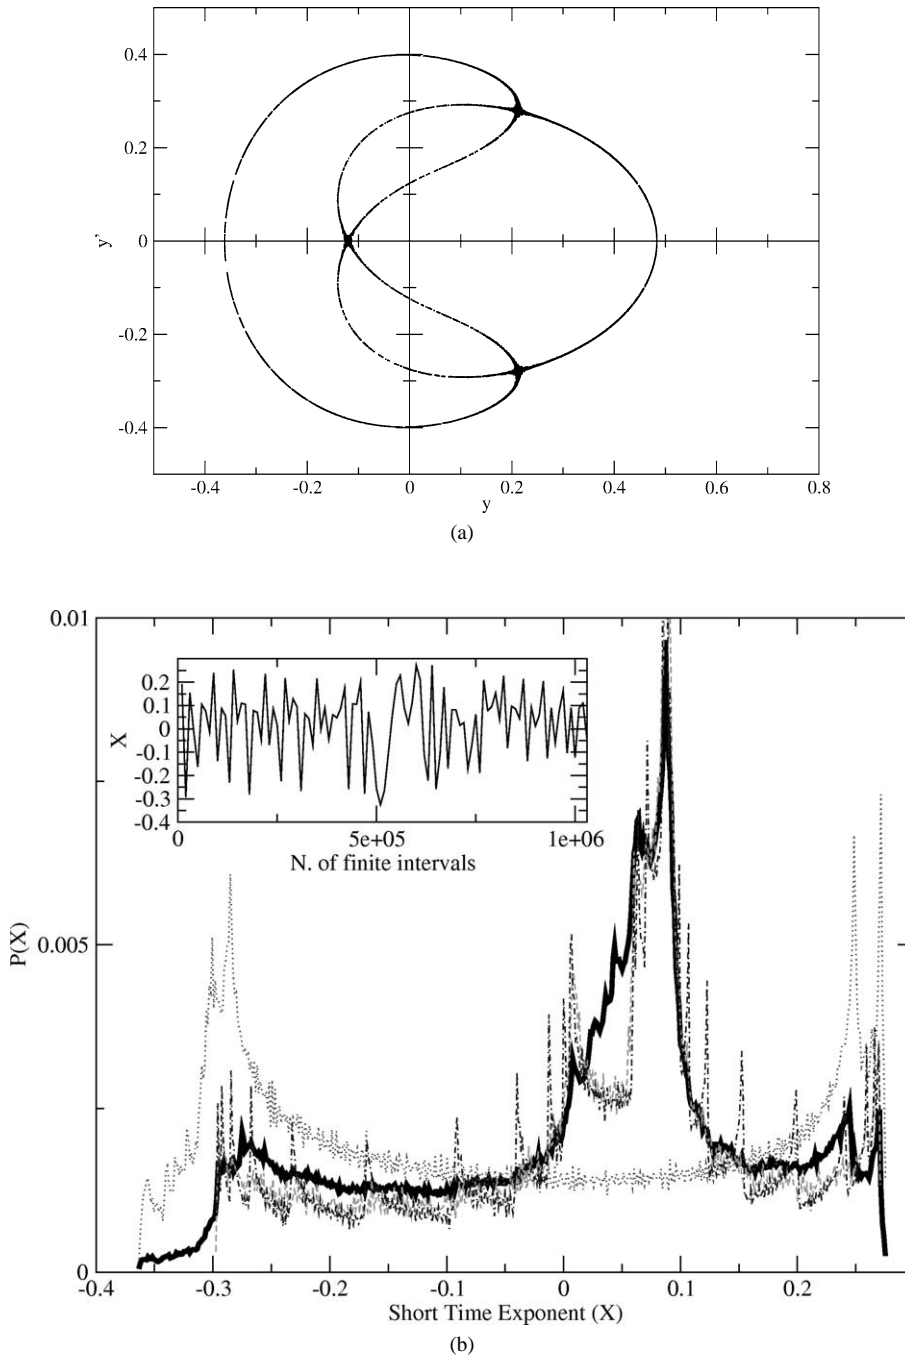 0.4
0.2
0
-0.2
-0.4
y'
-0.4 -0.2 0 0.2 0.4 0.6 0.8
y
(a)
0.01
0.005
0
P(X)
0.2
0.1
0
-0.1
-0.2
-0.3
-0.4
X
0 5e+05 1e+06
N. of finite intervals
-0.4 -0.3 -0.2 -0.1 0 0.1 0.2
Short Time Exponent (X)
(b)